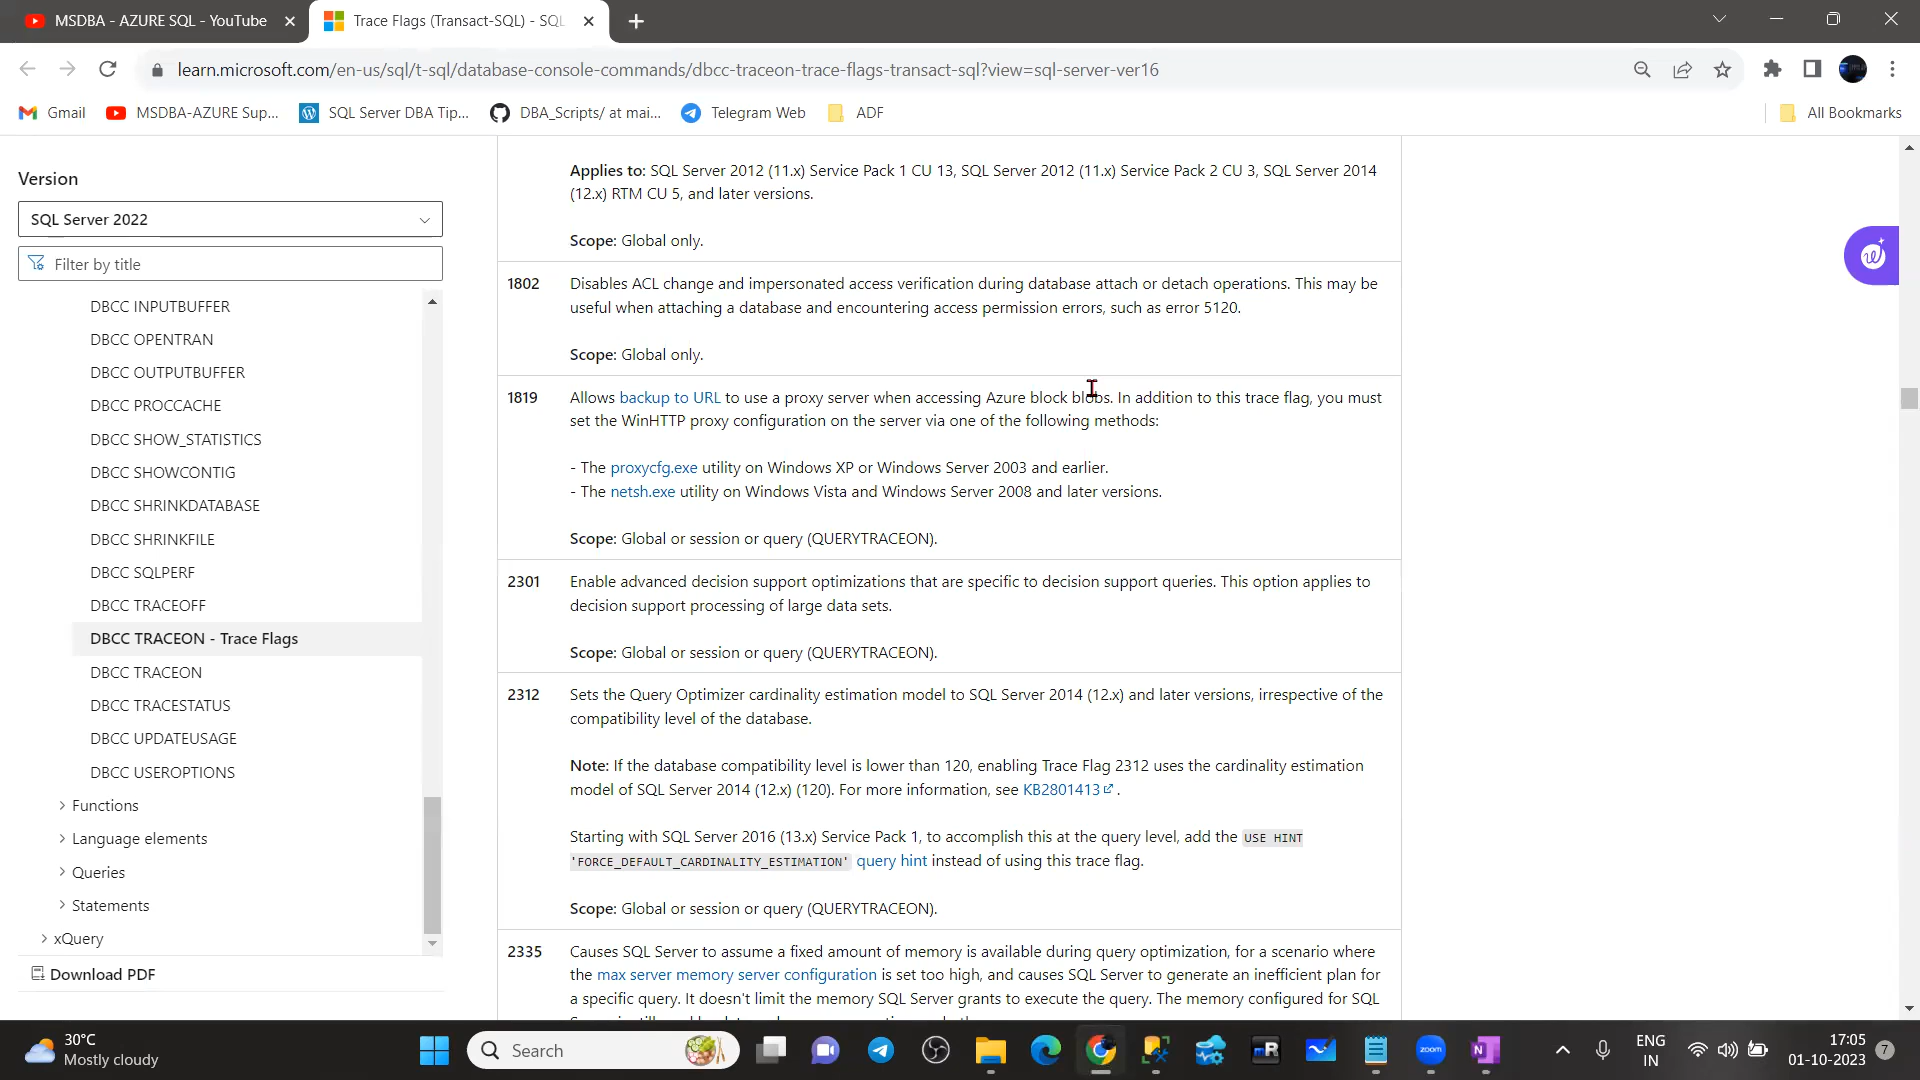 MSDBA - AZURE SQL - YouTube
Trace Flags (Transact-SQL) - SQL
learn.microsoft.com/en-us/sql/t-sql/database-console-commands/dbcc-traceon-trace-flags-transact-sql?view=sql-server-ver16
Gmail
MSDBA-AZURE Sup...
SQL Server DBA Tip...
DBA_Scripts/ at mai...
Telegram Web
ADF
All Bookmarks
Version
SQL Server 2022
Filter by title
DBCC INPUTBUFFER
DBCC OPENTRAN
DBCC OUTPUTBUFFER
DBCC PROCCACHE
DBCC SHOW_STATISTICS
DBCC SHOWCONTIG
DBCC SHRINKDATABASE
DBCC SHRINKFILE
DBCC SQLPERF
DBCC TRACEOFF
DBCC TRACEON - Trace Flags
DBCC TRACEON
DBCC TRACESTATUS
DBCC UPDATEUSAGE
DBCC USEROPTIONS
Functions
Language elements
Queries
Statements
xQuery
Download PDF
Applies to: SQL Server 2012 (11.x) Service Pack 1 CU 13, SQL Server 2012 (11.x) Service Pack 2 CU 3, SQL Server 2014
(12.x) RTM CU 5, and later versions.
Scope: Global only.
1802 Disables ACL change and impersonated access verification during database attach or detach operations. This may be
useful when attaching a database and encountering access permission errors, such as error 5120.
Scope: Global only.
1819 Allows backup to URL to use a proxy server when accessing Azure block blobs. In addition to this trace flag, you must
set the WinHTTP proxy configuration on the server via one of the following methods:
- The proxycfg.exe utility on Windows XP or Windows Server 2003 and earlier.
- The netsh.exe utility on Windows Vista and Windows Server 2008 and later versions.
Scope: Global or session or query (QUERYTRACEON).
2301 Enable advanced decision support optimizations that are specific to decision support queries. This option applies to
decision support processing of large data sets.
Scope: Global or session or query (QUERYTRACEON).
2312 Sets the Query Optimizer cardinality estimation model to SQL Server 2014 (12.x) and later versions, irrespective of the
compatibility level of the database.
Note: If the database compatibility level is lower than 120, enabling Trace Flag 2312 uses the cardinality estimation
model of SQL Server 2014 (12.x) (120). For more information, see KB2801413 .
Starting with SQL Server 2016 (13.x) Service Pack 1, to accomplish this at the query level, add the USE HINT
'FORCE_DEFAULT_CARDINALITY_ESTIMATION' query hint instead of using this trace flag.
Scope: Global or session or query (QUERYTRACEON).
2335 Causes SQL Server to assume a fixed amount of memory is available during query optimization, for a scenario where
the max server memory server configuration is set too high, and causes SQL Server to generate an inefficient plan for
a specific query. It doesn't limit the memory SQL Server grants to execute the query. The memory configured for SQL
30°C
Mostly cloudy
Search
zoom
ENG
IN
17:05
01-10-2023
7